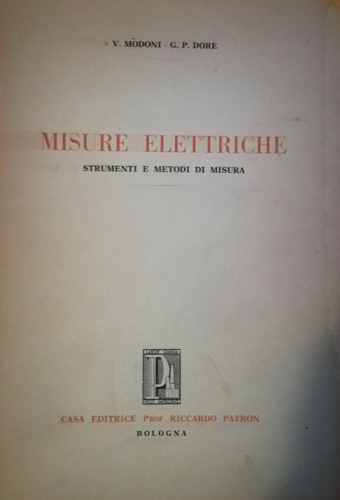 V. MODONI - G. P. DORE
MISURE ELETTRICHE
STRUMENTI E METODI DI MISURA
P
CASA EDITRICE PROF. RICCARDO PATRON
BOLOGNA